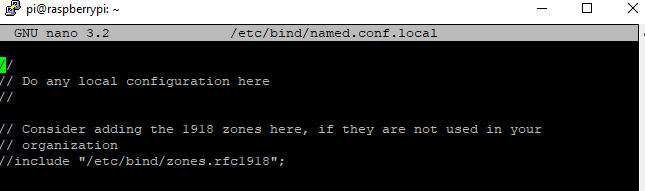 pi@raspberrypi: ~
GNU nano 3.2 /etc/bind/named.conf.local
//
// Do any local configuration here
//
// Consider adding the 1918 zones here, if they are not used in your
// organization
//include "/etc/bind/zones.rfc1918";